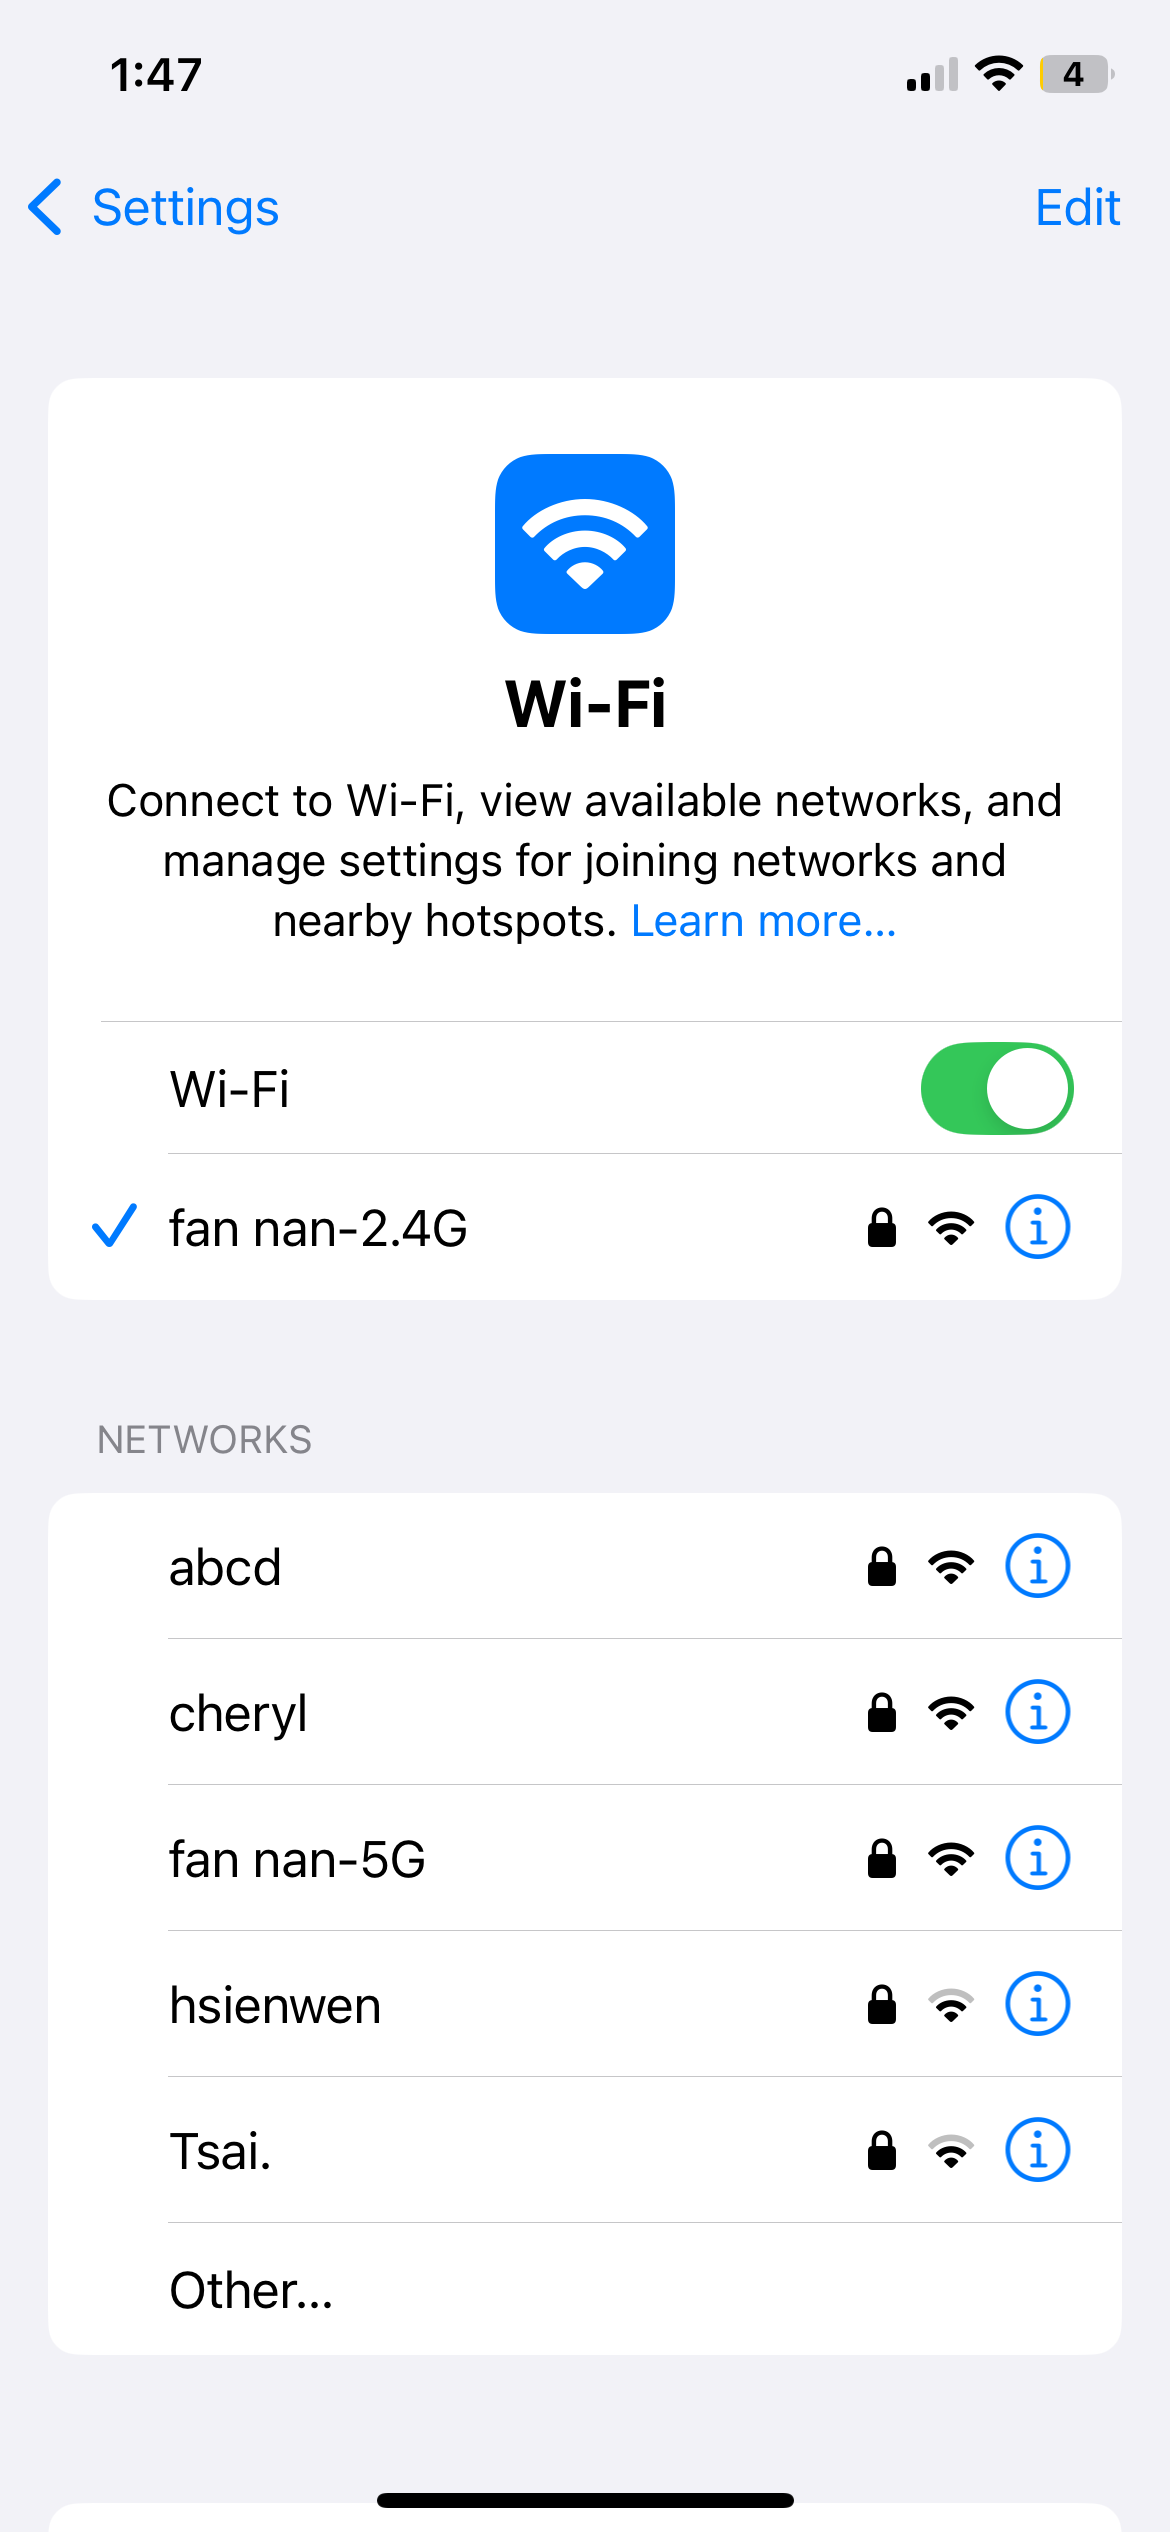 1:47
4
Settings
Edit
Wi-Fi
Connect to Wi-Fi, view available networks, and
manage settings for joining networks and
nearby hotspots. Learn more...
Wi-Fi
fan nan-2.4G
NETWORKS
abcd
cheryl
fan nan-5G
hsienwen
Tsai.
Other...